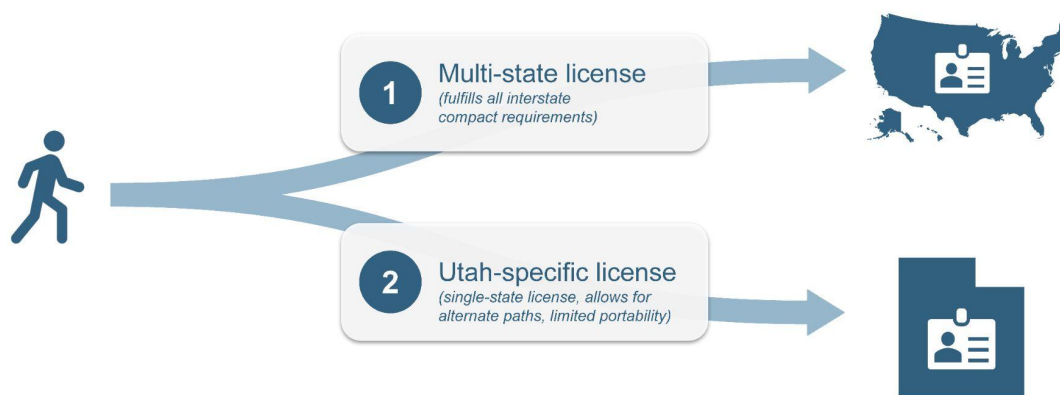 1
Multi-state license
(fulfills all interstate
compact requirements)
2
Utah-specific license
(single-state license, allows for
alternate paths, limited portability)